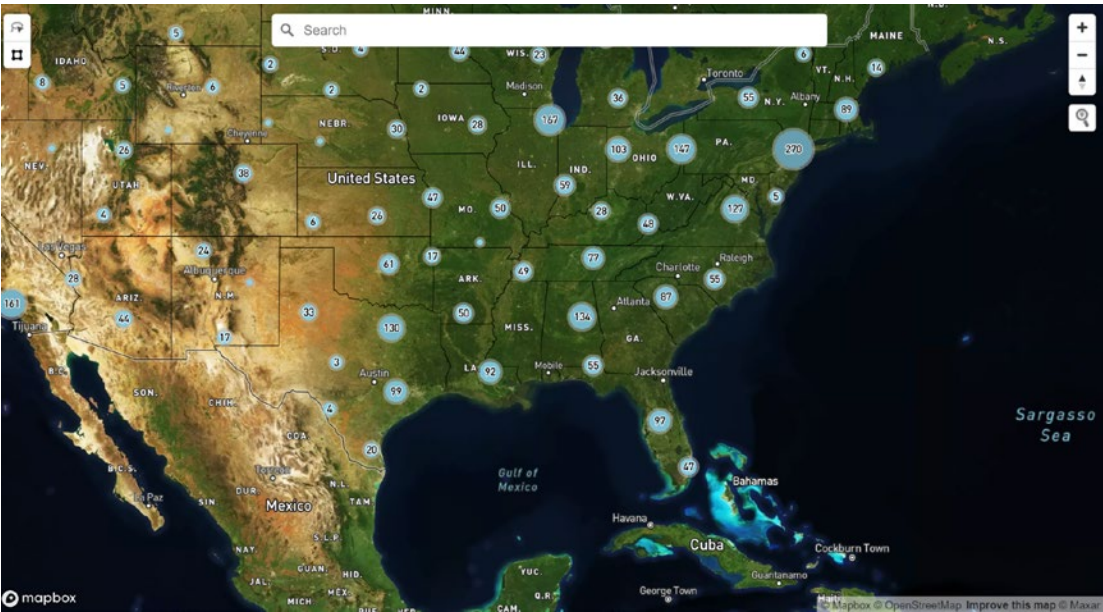 MINN.
MAINE
N.S.
Search
IDAHO
5
S.D.
4
44
WIS.
23
6
VT.
N.H.
14
8
5
Riverton
6
2
2
2
Madison
36
Toronto
55
N.Y.
Albany
89
Cheyenne
NEBR.
30
IOWA
28
167
NEV.
26
UTAH
38
United States
ILL.
IND.
103
OHIO
147
PA.
270
MD.
59
47
MO.
50
28
48
W.VA.
127
5
4
6
26
Las Vegas
24
Albuquerque
61
17
ARK.
49
77
Charlotte
Raleigh
55
28
161
ARIZ.
44
N.M.
33
130
50
MISS.
134
Atlanta
87
GA.
Tijuana
17
B.C.
SON.
CHIH.
3
Austin
99
LA.
92
Mobile
55
Jacksonville
4
COA.
20
97
47
Sargasso
Sea
Gulf of
Mexico
B.C.S.
La Paz
SIN.
DUR.
Torreón
N.L.
TAM.
Mexico
Bahamas
Havana
Cuba
Cockburn Town
NAY.
S.L.P.
GUAN.
HID.
JAL.
MEX.
MICH
YUC.
Q.R.
CAM.
George Town
Guantanamo
Haiti
mapbox
© Mapbox © OpenStreetMap Improve this map © Maxar